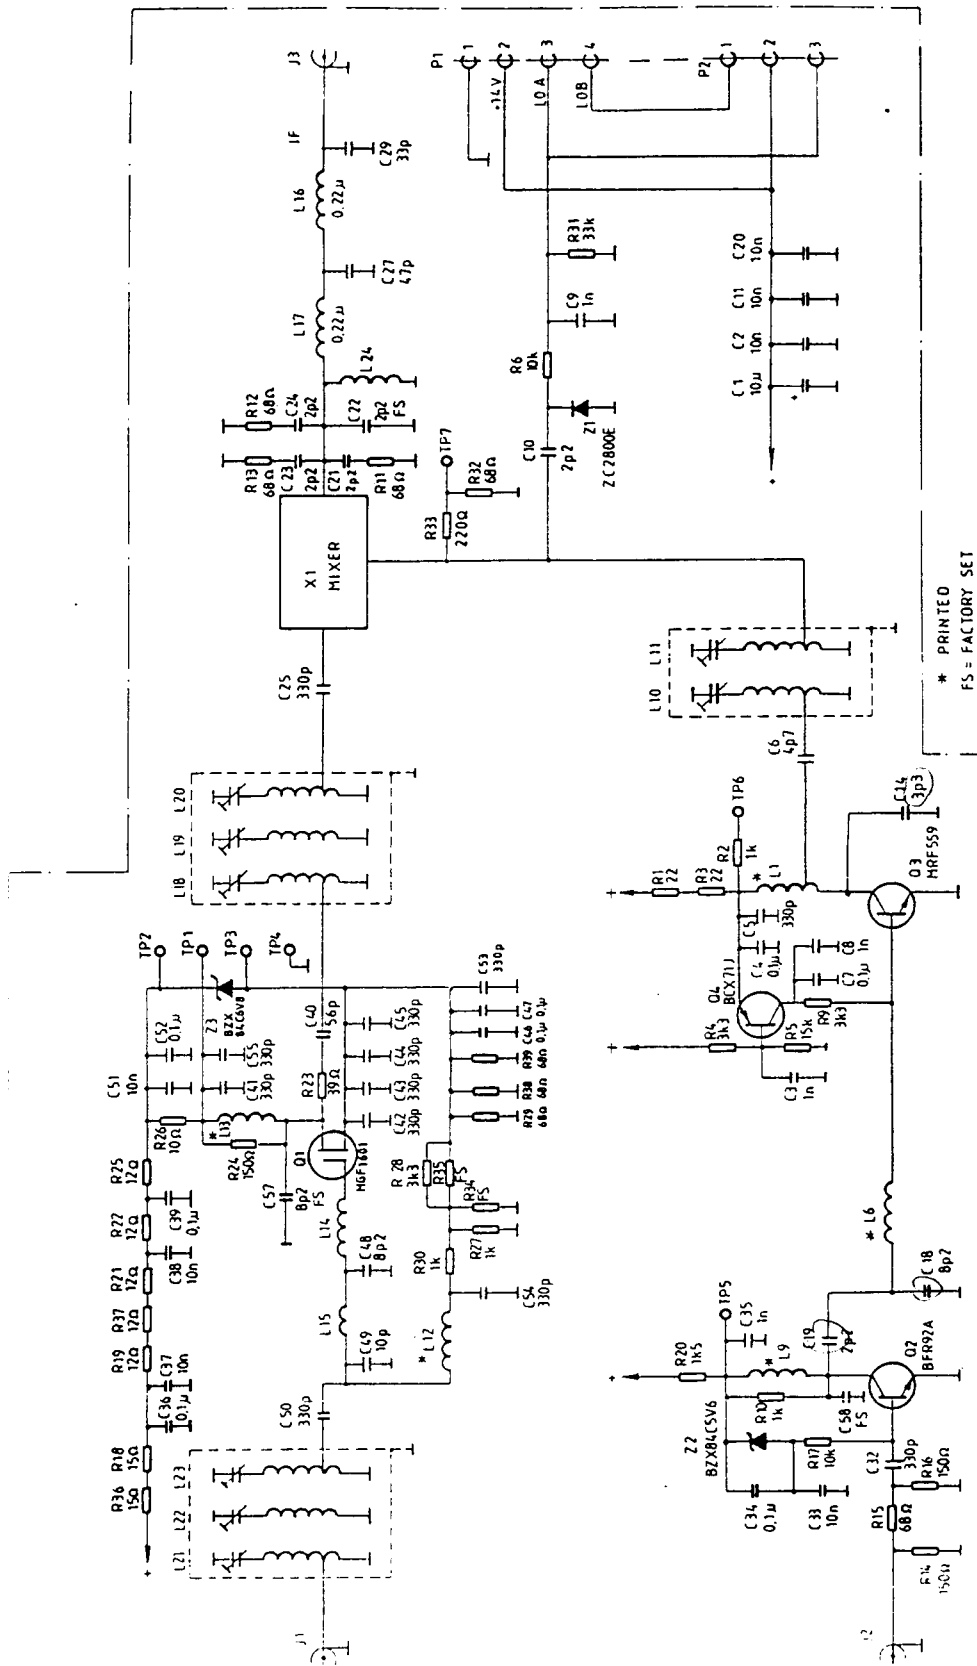 J3
IF
C29
33p
L16
0.22µ
C27
47p
L17
0.22µ
L24
R12
68Ω
C24
2p2
C22
2p2
FS
R13
68Ω
C23
2p2
C21
2p2
R11
68Ω
X1
MIXER
C25
330p
P1
1
2
3
4
+14V
LOA
LOB
P2
1
2
3
R31
33k
C9
1n
R6
10k
Z1
ZC2800E
C10
2p2
TP7
R32
68Ω
R33
220Ω
C20
10n
C11
10n
C2
10n
C1
10µ
+
+
L11
L10
C6
4p7
* PRINTED
FS = FACTORY SET
L20
L19
L18
TP2
TP1
TP3
TP4
Z3
BZX
84C6V8
C52
0,1µ
C51
10n
C55
330p
C41
330p
R26
10Ω
* L13
R24
150Ω
C57
8p2
FS
C40
56p
R23
39Ω
Q1
MGF1601
C45
330p
C44
330p
C43
330p
C42
330p
C53
330p
C47
0,1µ
C46
0,1µ
R39
68Ω
R38
68Ω
R29
68Ω
R28
3k3
R35
FS
R34
FS
R27
1k
R30
1k
C54
330p
* L12
L14
C48
8p2
L15
C49
10p
C50
330p
R25
12Ω
R22
12Ω
C39
0,1µ
C38
10n
R21
12Ω
R37
12Ω
R19
12Ω
C37
10n
C36
0,1µ
R18
15Ω
R36
15Ω
+
L23
L22
L21
J1
TP6
R2
1k
R1
22
R3
22
* L1
C5
330p
C4
0,1µ
Q4
BCX71J
C8
1n
C7
0,1µ
R9
3k3
R4
3k3
R5
15k
C3
1n
+
+
C14
3p3
Q3
MRF559
* L6
C18
8p2
C19
2p2
TP5
C35
1n
R20
1k5
+
* L9
R10
1k
C58
FS
Q2
BFR92A
Z2
BZX84C5V6
R17
10k
C34
0,1µ
C33
10n
C32
330p
R16
150Ω
R15
68Ω
R14
150Ω